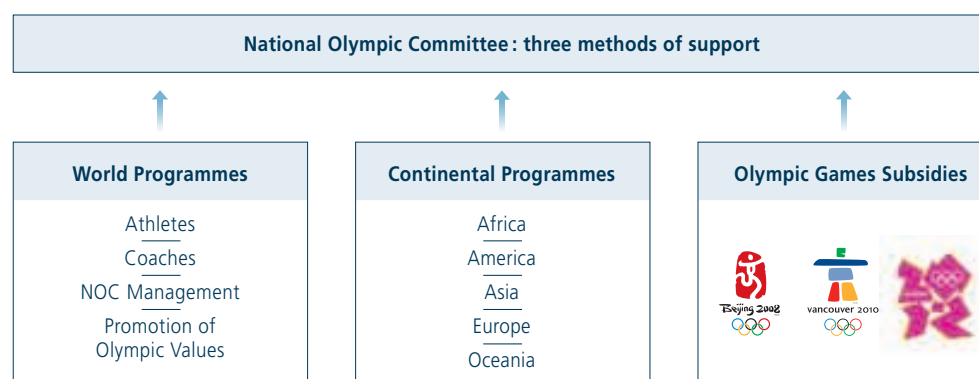 National Olympic Committee: three methods of support
World Programmes
Athletes
Coaches
NOC Management
Promotion of
Olympic Values
Continental Programmes
Africa
America
Asia
Europe
Oceania
Olympic Games Subsidies
Beijing 2008
vancouver 2010
2012